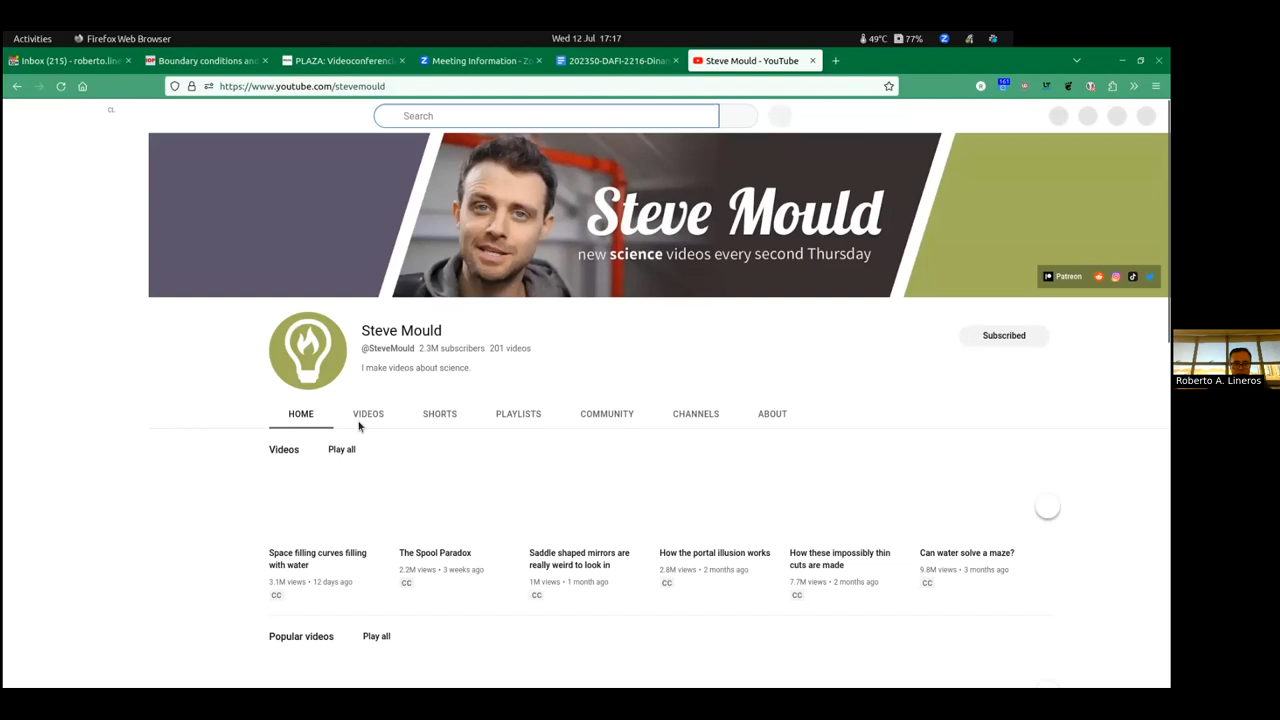 Activities
Firefox Web Browser
Wed 12 Jul 17:17
49°C
77%
Inbox (215) - roberto.line
Boundary conditions and
PLAZA: Videoconferenci
Meeting Information - Zo
202350-DAFI-2216-Dinan
Steve Mould - YouTube
https://www.youtube.com/stevemould
161
CL
Search
Steve Mould
new science videos every second Thursday
Patreon
Steve Mould
@SteveMould 2.3M subscribers 201 videos
I make videos about science.
Subscribed
HOME VIDEOS SHORTS PLAYLISTS COMMUNITY CHANNELS ABOUT
Videos Play all
Space filling curves filling with water
3.1M views • 12 days ago
CC
The Spool Paradox
2.2M views • 3 weeks ago
CC
Saddle shaped mirrors are really weird to look in
1M views • 1 month ago
CC
How the portal illusion works
2.8M views • 2 months ago
CC
How these impossibly thin cuts are made
7.7M views • 2 months ago
CC
Can water solve a maze?
9.8M views • 3 months ago
CC
Popular videos Play all
Roberto A. Lineros